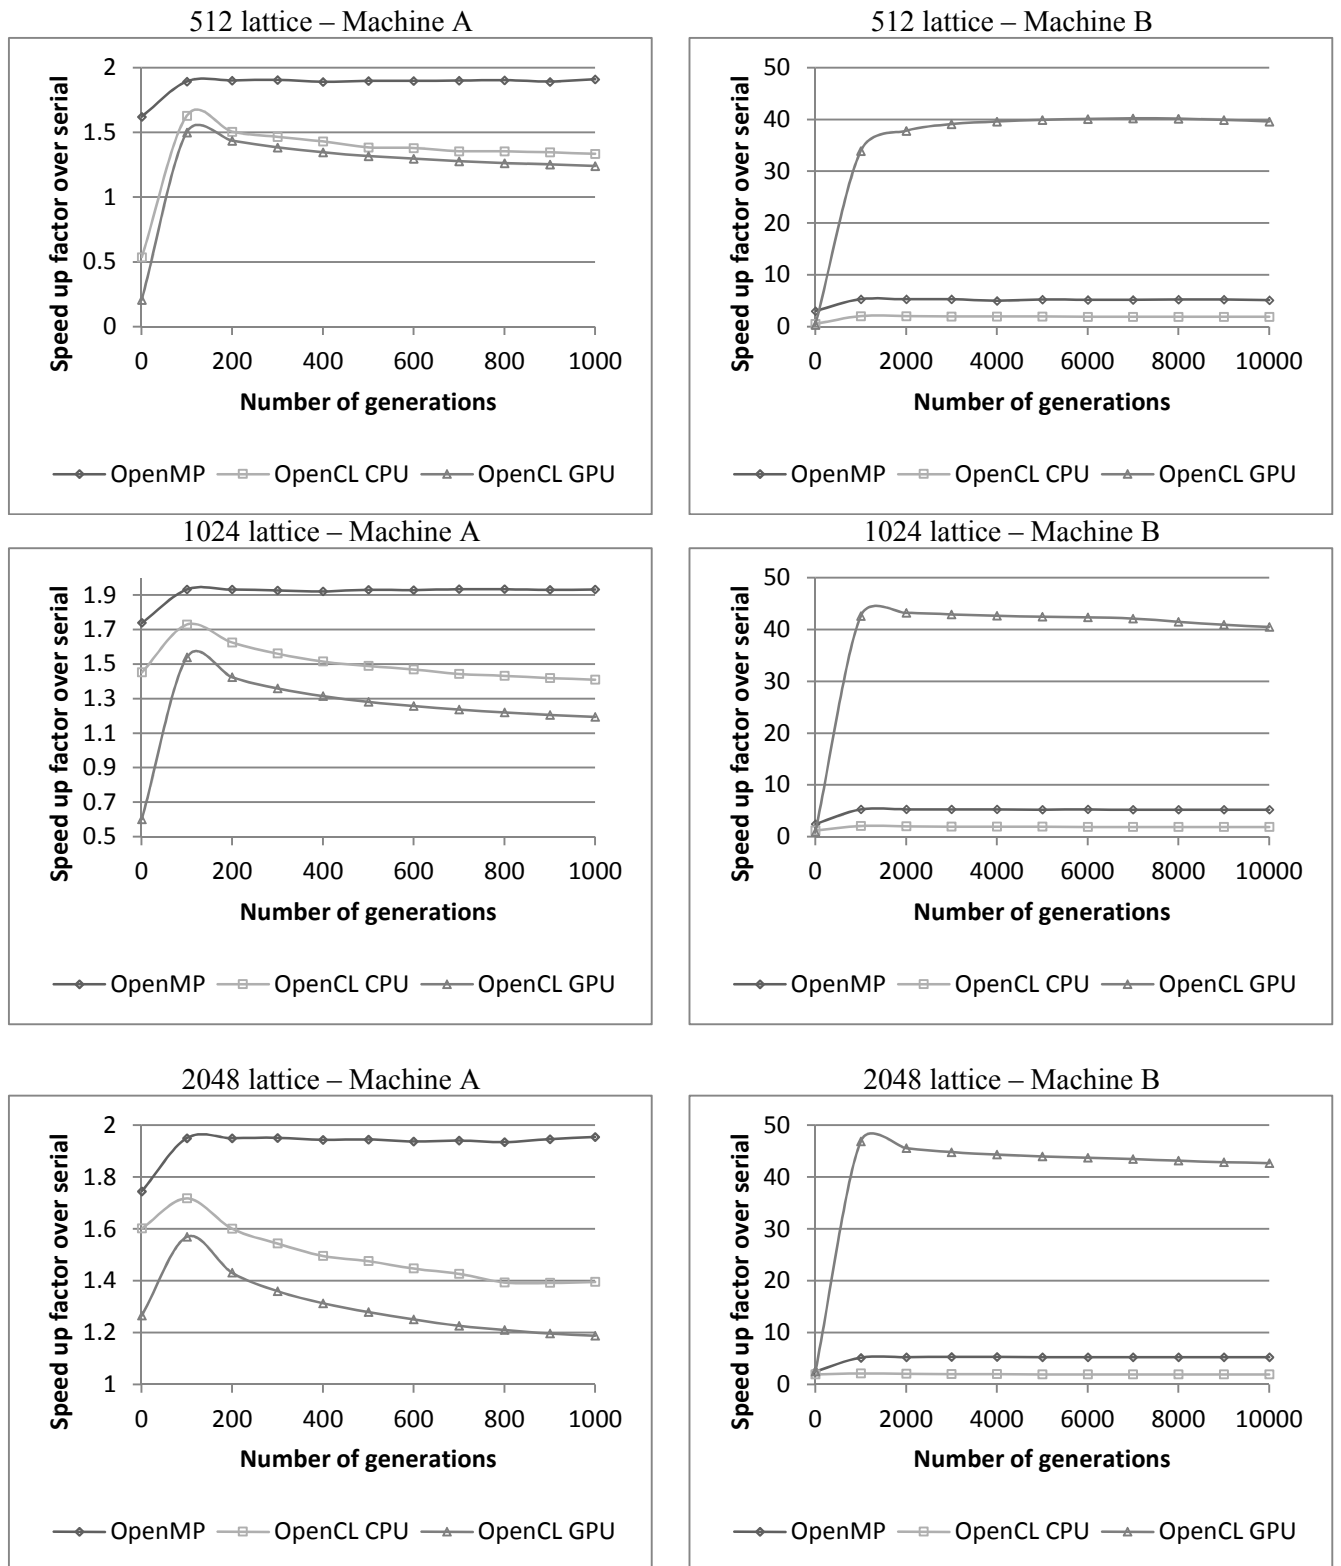 512 lattice – Machine A
Speed up factor over serial
2
1.5
1
0.5
0
0 200 400 600 800 1000
Number of generations
OpenMP OpenCL CPU OpenCL GPU
512 lattice – Machine B
Speed up factor over serial
50
40
30
20
10
0
0 2000 4000 6000 8000 10000
Number of generations
OpenMP OpenCL CPU OpenCL GPU
1024 lattice – Machine A
Speed up factor over serial
1.9
1.7
1.5
1.3
1.1
0.9
0.7
0.5
0 200 400 600 800 1000
Number of generations
OpenMP OpenCL CPU OpenCL GPU
1024 lattice – Machine B
Speed up factor over serial
50
40
30
20
10
0
0 2000 4000 6000 8000 10000
Number of generations
OpenMP OpenCL CPU OpenCL GPU
2048 lattice – Machine A
Speed up factor over serial
2
1.8
1.6
1.4
1.2
1
0 200 400 600 800 1000
Number of generations
OpenMP OpenCL CPU OpenCL GPU
2048 lattice – Machine B
Speed up factor over serial
50
40
30
20
10
0
0 2000 4000 6000 8000 10000
Number of generations
OpenMP OpenCL CPU OpenCL GPU